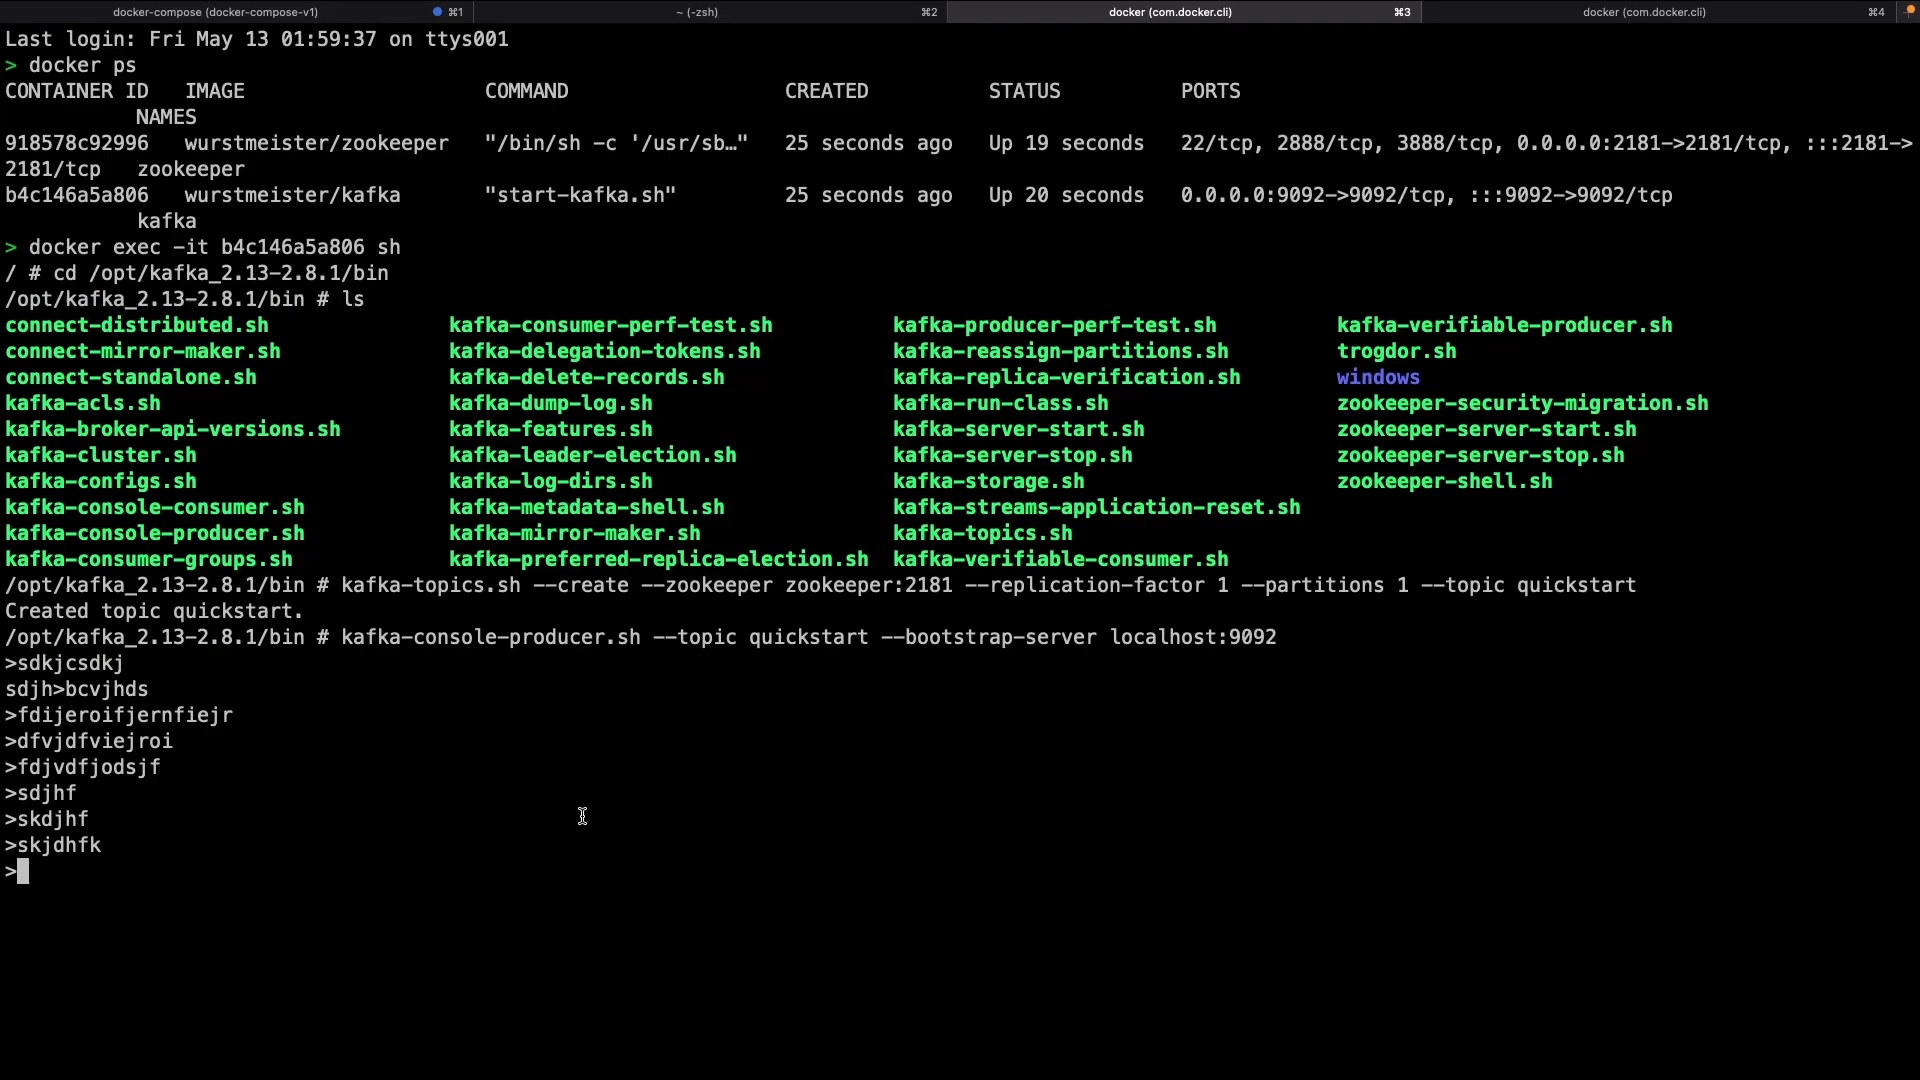 docker-compose (docker-compose-v1) ⌘1 ~ (-zsh) ⌘2 docker (com.docker.cli) ⌘3 docker (com.docker.cli) ⌘4
Last login: Fri May 13 01:59:37 on ttys001
> docker ps
CONTAINER ID   IMAGE                    COMMAND                  CREATED          STATUS          PORTS
           NAMES
918578c92996   wurstmeister/zookeeper   "/bin/sh -c '/usr/sb…"   25 seconds ago   Up 19 seconds   22/tcp, 2888/tcp, 3888/tcp, 0.0.0.0:2181->2181/tcp, :::2181->
2181/tcp   zookeeper
b4c146a5a806   wurstmeister/kafka       "start-kafka.sh"         25 seconds ago   Up 20 seconds   0.0.0.0:9092->9092/tcp, :::9092->9092/tcp
           kafka
> docker exec -it b4c146a5a806 sh
/ # cd /opt/kafka_2.13-2.8.1/bin
/opt/kafka_2.13-2.8.1/bin # ls
connect-distributed.sh               kafka-consumer-perf-test.sh          kafka-producer-perf-test.sh          kafka-verifiable-producer.sh
connect-mirror-maker.sh              kafka-delegation-tokens.sh           kafka-reassign-partitions.sh         trogdor.sh
connect-standalone.sh                kafka-delete-records.sh              kafka-replica-verification.sh        windows
kafka-acls.sh                        kafka-dump-log.sh                    kafka-run-class.sh                   zookeeper-security-migration.sh
kafka-broker-api-versions.sh         kafka-features.sh                    kafka-server-start.sh                zookeeper-server-start.sh
kafka-cluster.sh                     kafka-leader-election.sh             kafka-server-stop.sh                 zookeeper-server-stop.sh
kafka-configs.sh                     kafka-log-dirs.sh                    kafka-storage.sh                     zookeeper-shell.sh
kafka-console-consumer.sh            kafka-metadata-shell.sh              kafka-streams-application-reset.sh
kafka-console-producer.sh            kafka-mirror-maker.sh                kafka-topics.sh
kafka-consumer-groups.sh             kafka-preferred-replica-election.sh  kafka-verifiable-consumer.sh
/opt/kafka_2.13-2.8.1/bin # kafka-topics.sh --create --zookeeper zookeeper:2181 --replication-factor 1 --partitions 1 --topic quickstart
Created topic quickstart.
/opt/kafka_2.13-2.8.1/bin # kafka-console-producer.sh --topic quickstart --bootstrap-server localhost:9092
>sdkjcsdkj
sdjh>bcvjhds
>fdijeroifjernfiejr
>dfvjdfviejroi
>fdjvdfjodsjf
>sdjhf
>skdjhf
>skjdhfk
>